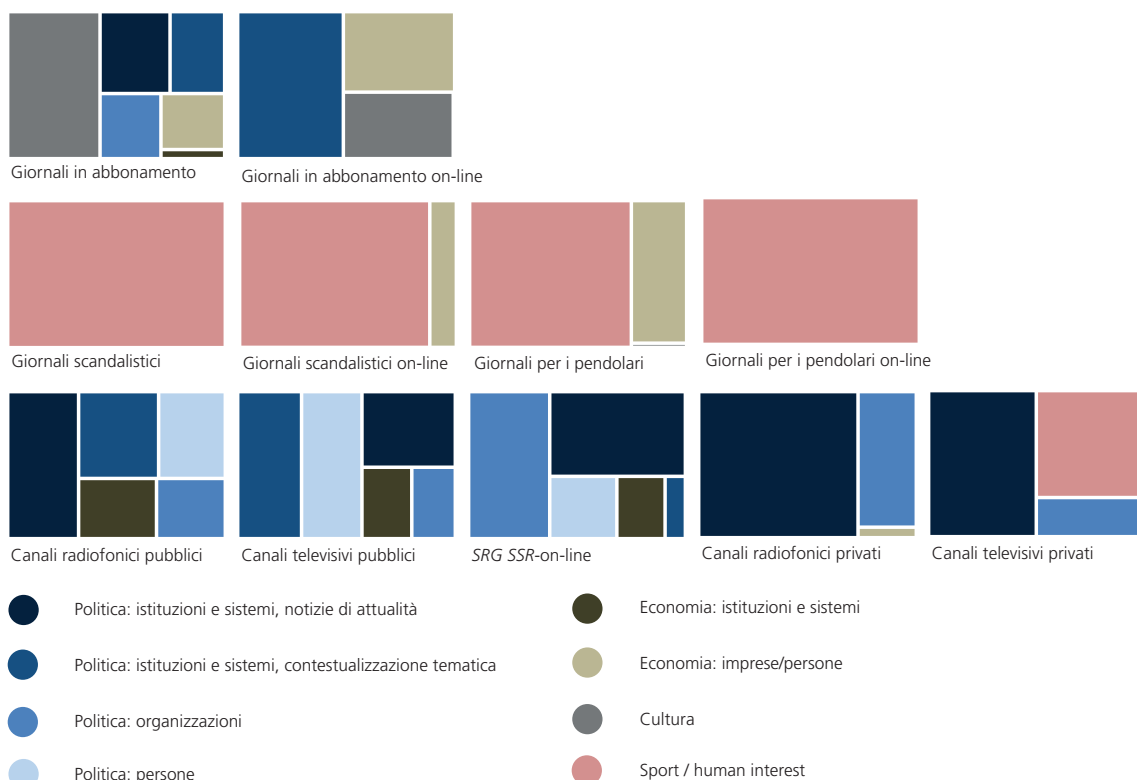 Giornali in abbonamento
Giornali in abbonamento on-line
Giornali scandalistici
Giornali scandalistici on-line
Giornali per i pendolari
Giornali per i pendolari on-line
Canali radiofonici pubblici
Canali televisivi pubblici
SRG SSR-on-line
Canali radiofonici privati
Canali televisivi privati
Politica: istituzioni e sistemi, notizie di attualità
Politica: istituzioni e sistemi, contestualizzazione tematica
Politica: organizzazioni
Politica: persone
Economia: istituzioni e sistemi
Economia: imprese/persone
Cultura
Sport / human interest